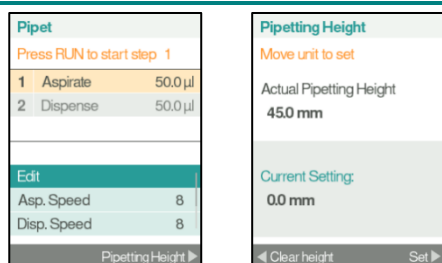 Pipet
Press RUN to start step 1
1 Aspirate 50.0 µl
2 Dispense 50.0 µl
Edit
Asp. Speed 8
Disp. Speed 8
Pipetting Height ▶
Pipetting Height
Move unit to set
Actual Pipetting Height
45.0 mm
Current Setting:
0.0 mm
◀ Clear height Set ▶